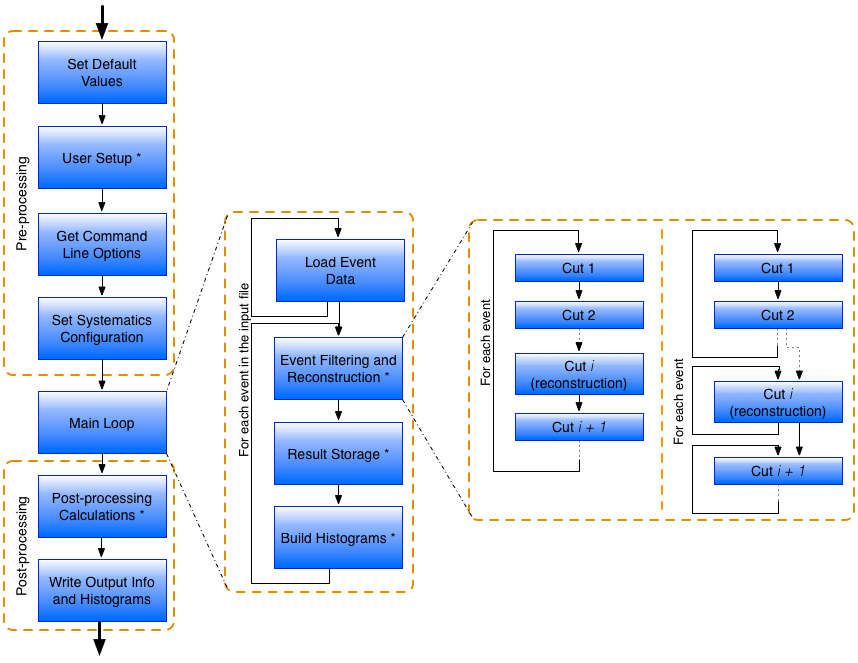 Pre-processing
Set Default
Values
User Setup *
Get Command
Line Options
Set Systematics
Configuration
Main Loop
Post-processing
Post-processing
Calculations *
Write Output Info
and Histograms
For each event in the input file
Load Event
Data
Event Filtering and
Reconstruction *
Result Storage *
Build Histograms *
For each event
Cut 1
Cut 2
Cut i
(reconstruction)
Cut i + 1
For each event
Cut 1
Cut 2
Cut i
(reconstruction)
Cut i + 1